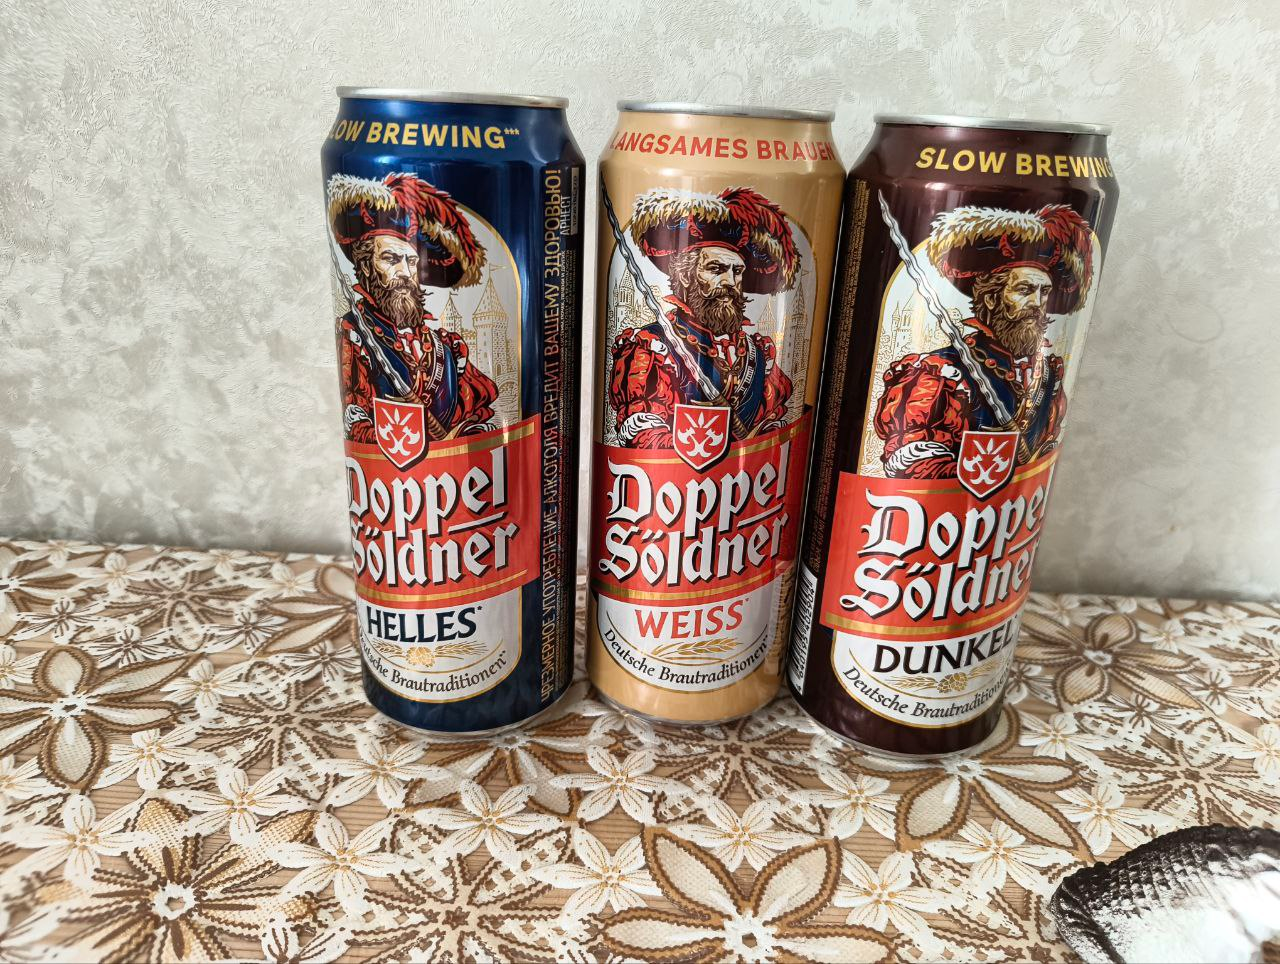 LOW BREWING***
Doppel
Söldner
HELLES*
Deutsche Brautraditionen**
ЧРЕЗМЕРНОЕ УПОТРЕБЛЕНИЕ АЛКОГОЛЯ ВРЕДИТ ВАШЕМУ ЗДОРОВЬЮ!
LANGSAMES BRAUEN
Doppel
Söldner
WEISS*
Deutsche Brautraditionen**
SLOW BREWING
Doppel
Söldner
DUNKEL
Deutsche Brautraditionen